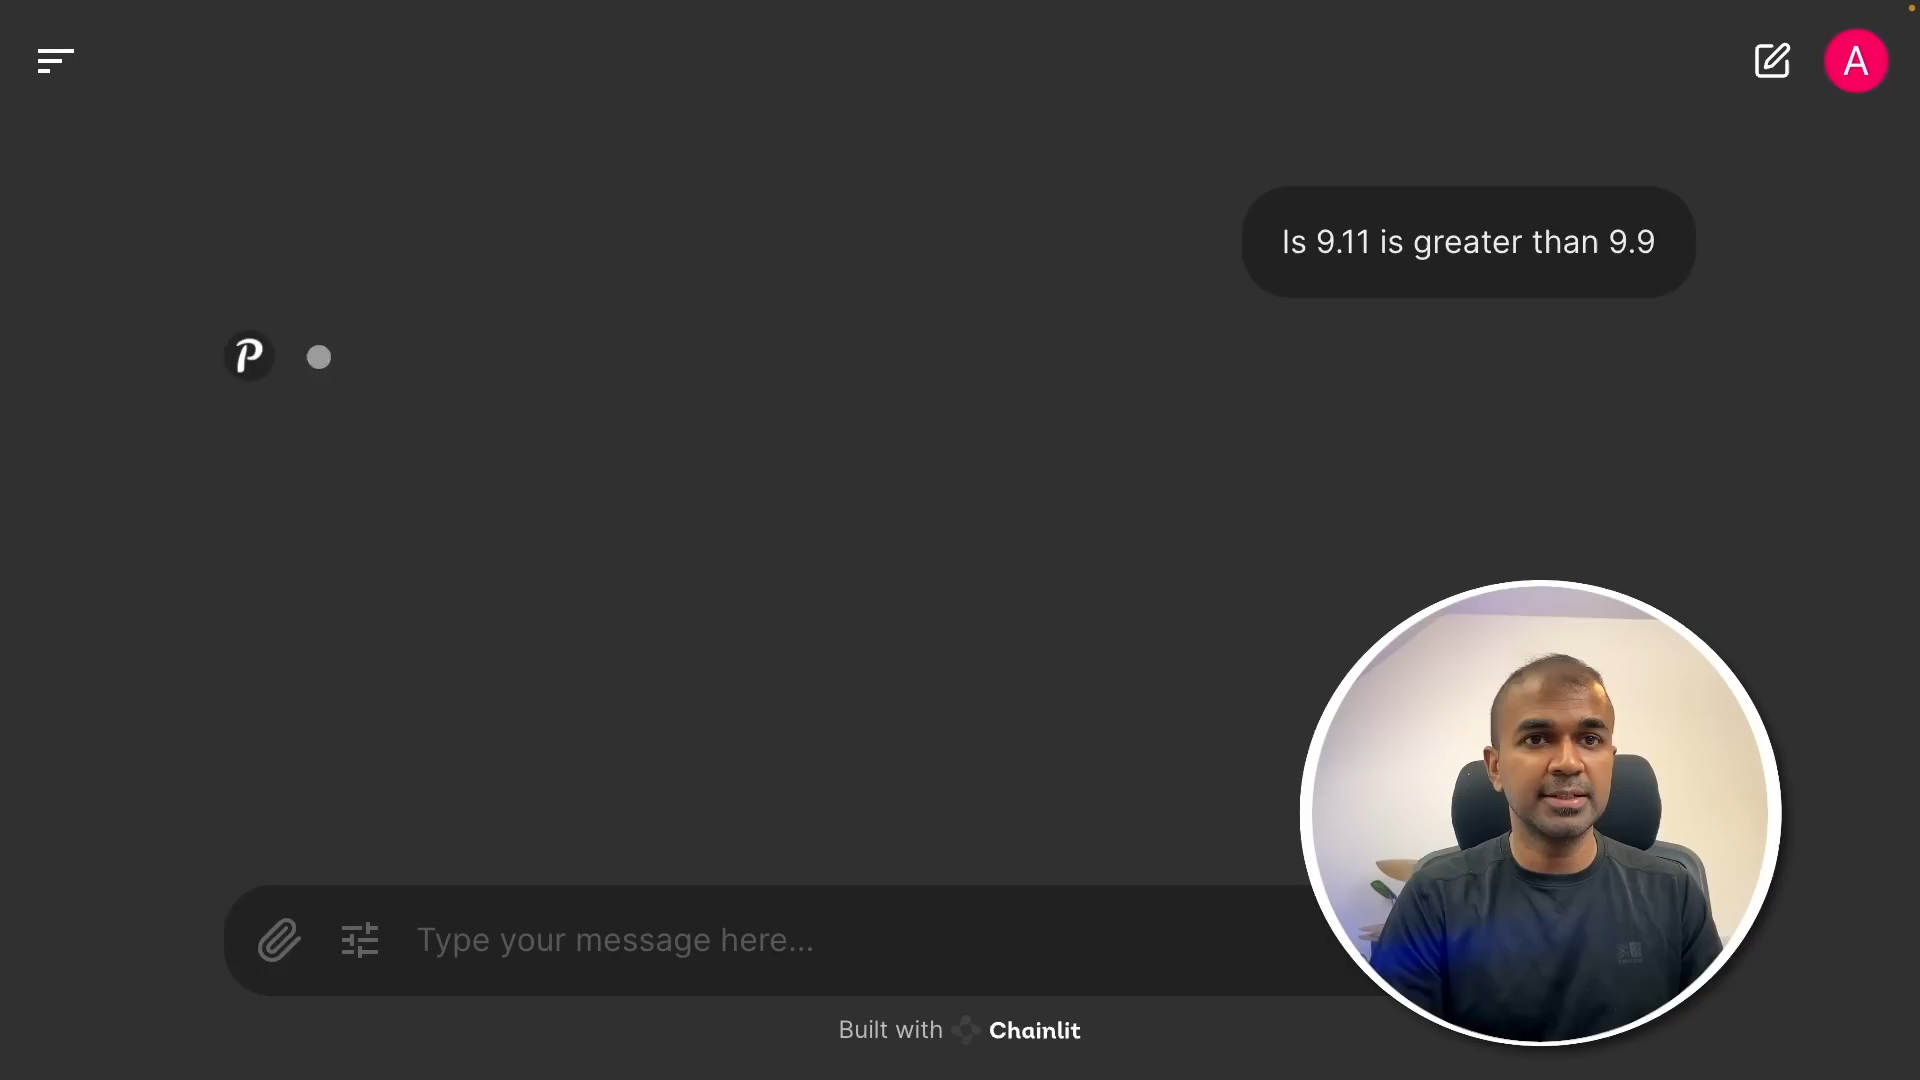 A
Is 9.11 is greater than 9.9
P
Type your message here...
Built with Chainlit